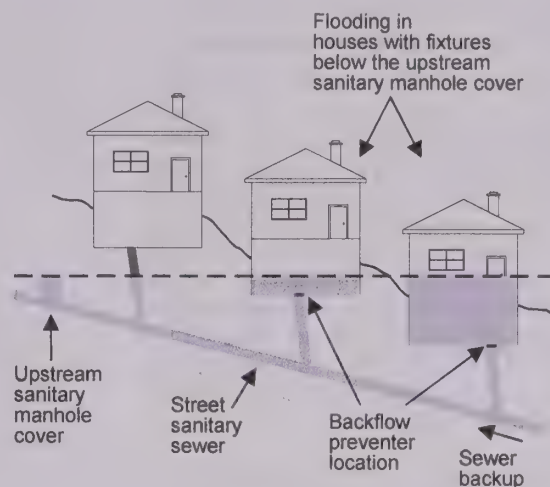 Flooding in
houses with fixtures
below the upstream
sanitary manhole cover
Upstream
sanitary
manhole
cover
Street
sanitary
sewer
Backflow
preventer
location
Sewer
backup